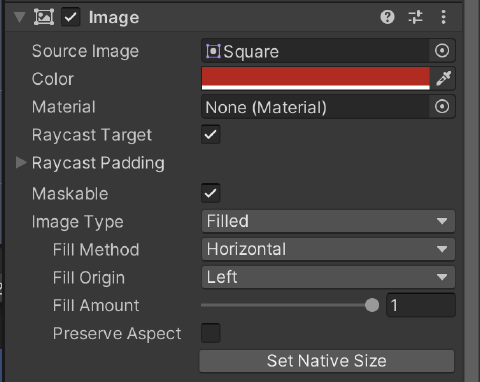 Image
Source Image Square
Color
Material None (Material)
Raycast Target
Raycast Padding
Maskable
Image Type Filled
Fill Method Horizontal
Fill Origin Left
Fill Amount 1
Preserve Aspect
Set Native Size